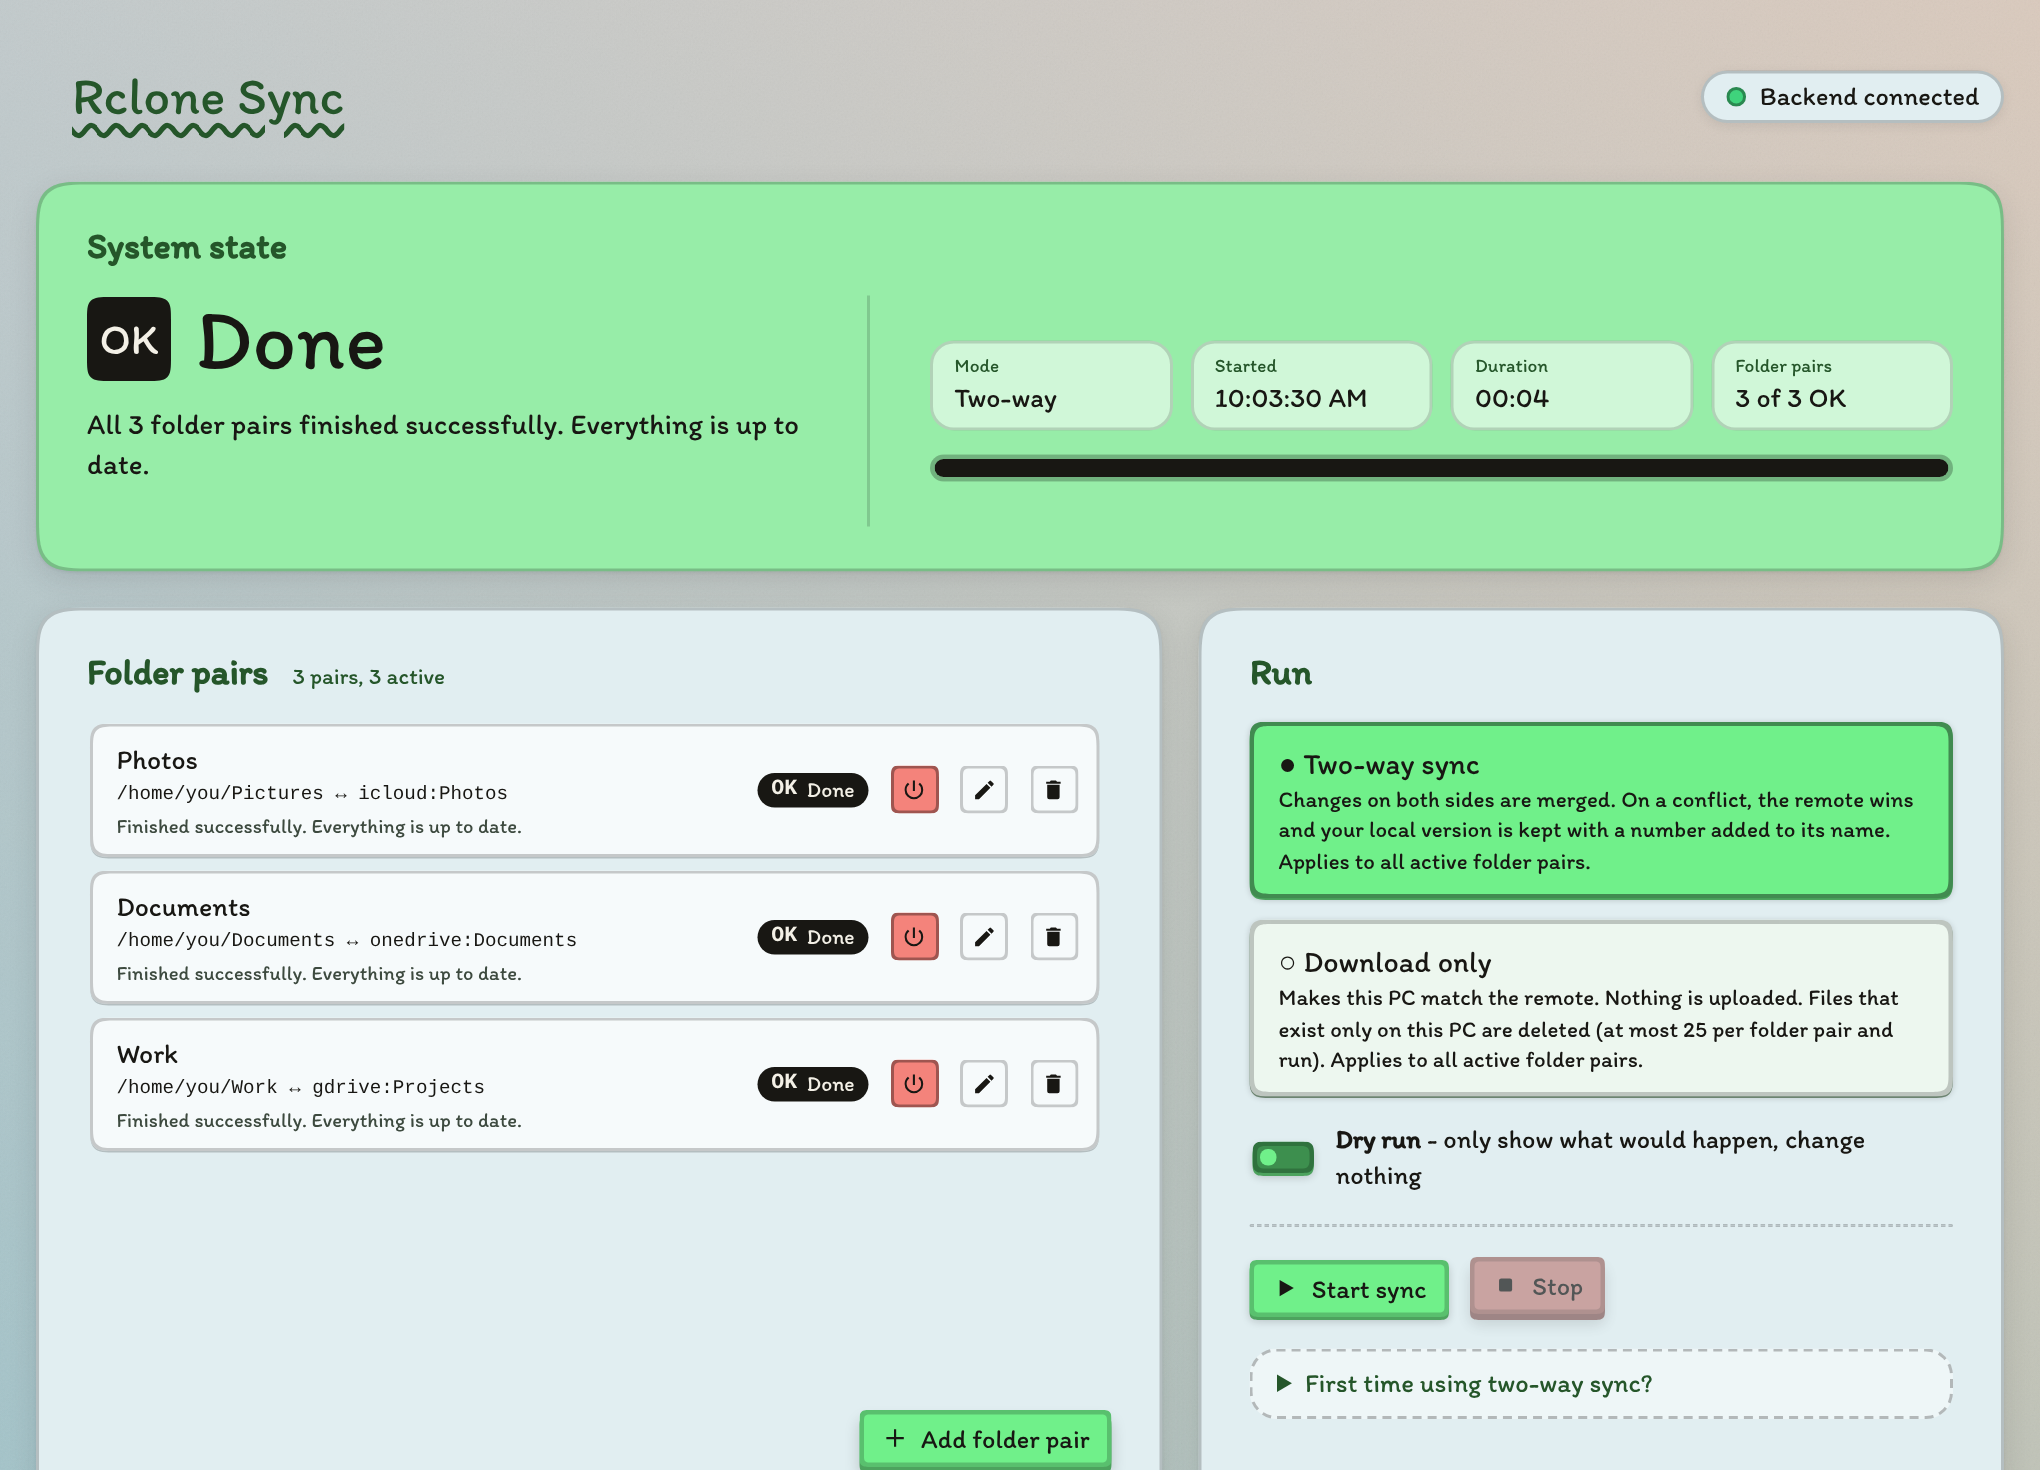 Rclone Sync
Backend connected
System state
OK Done
All 3 folder pairs finished successfully. Everything is up to
date.
Mode
Two-way
Started
10:03:30 AM
Duration
00:04
Folder pairs
3 of 3 OK
Folder pairs 3 pairs, 3 active
Photos
/home/you/Pictures ↔ icloud:Photos
Finished successfully. Everything is up to date.
OK Done
Documents
/home/you/Documents ↔ onedrive:Documents
Finished successfully. Everything is up to date.
OK Done
Work
/home/you/Work ↔ gdrive:Projects
Finished successfully. Everything is up to date.
OK Done
Add folder pair
Run
Two-way sync
Changes on both sides are merged. On a conflict, the remote wins
and your local version is kept with a number added to its name.
Applies to all active folder pairs.
Download only
Makes this PC match the remote. Nothing is uploaded. Files that
exist only on this PC are deleted (at most 25 per folder pair and
run). Applies to all active folder pairs.
Dry run - only show what would happen, change
nothing
Start sync
Stop
First time using two-way sync?